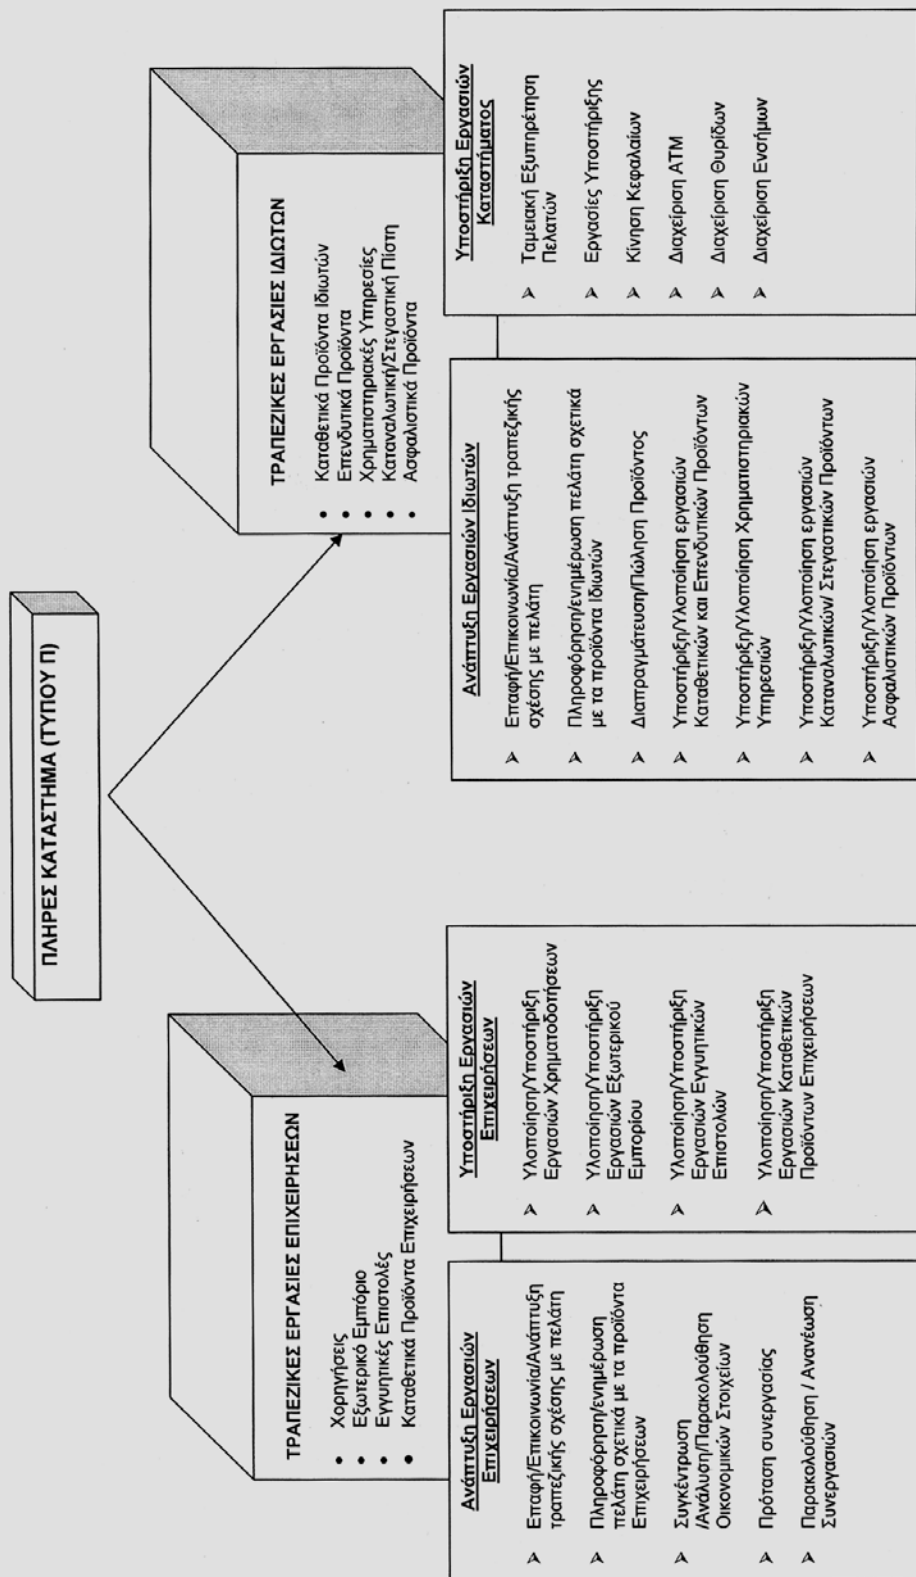 ΠΛΗΡΕΣ ΚΑΤΑΣΤΗΜΑ (ΤΥΠΟΥ Π)
ΤΡΑΠΕΖΙΚΕΣ ΕΡΓΑΣΙΕΣ ΕΠΙΧΕΙΡΗΣΕΩΝ
• Χορηγήσεις
• Εξωτερικό Εμπόριο
• Εγγυητικές Επιστολές
• Καταθετικά Προϊόντα Επιχειρήσεων
Ανάπτυξη Εργασιών
Επιχειρήσεων
➢ Επαφή/Επικοινωνία/Ανάπτυξη
τραπεζικής σχέσης με πελάτη
➢ Πληροφόρηση/ενημέρωση
πελάτη σχετικά με τα προϊόντα
Επιχειρήσεων
➢ Συγκέντρωση
/Ανάλυση/Παρακολούθηση
Οικονομικών Στοιχείων
➢ Πρόταση συνεργασίας
➢ Παρακολούθηση / Ανανέωση
Συνεργασιών
Υποστήριξη Εργασιών
Επιχειρήσεων
➢ Υλοποίηση/Υποστήριξη
Εργασιών Χρηματοδοτήσεων
➢ Υλοποίηση/Υποστήριξη
Εργασιών Εξωτερικού
Εμπορίου
➢ Υλοποίηση/Υποστήριξη
Εργασιών Εγγυητικών
Επιστολών
➢ Υλοποίηση/Υποστήριξη
Εργασιών Καταθετικών
Προϊόντων Επιχειρήσεων
ΤΡΑΠΕΖΙΚΕΣ ΕΡΓΑΣΙΕΣ ΙΔΙΩΤΩΝ
• Καταθετικά Προϊόντα Ιδιωτών
• Επενδυτικά Προϊόντα
• Χρηματιστηριακές Υπηρεσίες
• Καταναλωτική/Στεγαστική Πίστη
• Ασφαλιστικά Προϊόντα
Ανάπτυξη Εργασιών Ιδιωτών
➢ Επαφή/Επικοινωνία/Ανάπτυξη τραπεζικής
σχέσης με πελάτη
➢ Πληροφόρηση/ενημέρωση πελάτη σχετικά
με τα προϊόντα Ιδιωτών
➢ Διαπραγμάτευση/Πώληση Προϊόντος
➢ Υποστήριξη/Υλοποίηση εργασιών
Καταθετικών και Επενδυτικών Προϊόντων
➢ Υποστήριξη/Υλοποίηση Χρηματιστηριακών
Υπηρεσιών
➢ Υποστήριξη/Υλοποίηση εργασιών
Καταναλωτικών/ Στεγαστικών Προϊόντων
➢ Υποστήριξη/Υλοποίηση εργασιών
Ασφαλιστικών Προϊόντων
Υποστήριξη Εργασιών
Καταστήματος
➢ Ταμειακή Εξυπηρέτηση
Πελατών
➢ Εργασίες Υποστήριξης
➢ Κίνηση Κεφαλαίων
➢ Διαχείριση ΑΤΜ
➢ Διαχείριση Θυρίδων
➢ Διαχείριση Ενσήμων